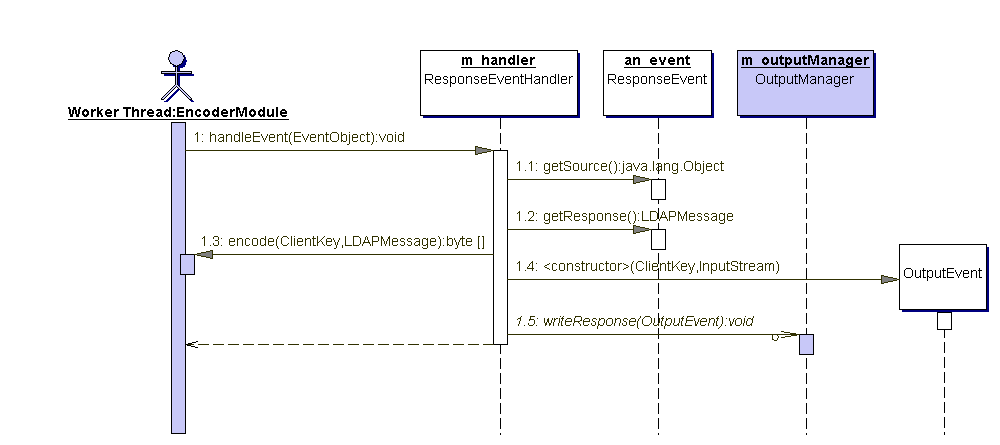 m_handler
ResponseEventHandler
an_event
ResponseEvent
m_outputManager
OutputManager
Worker Thread:EncoderModule
1: handleEvent(EventObject):void
1.1: getSource():java.lang.Object
1.2: getResponse():LDAPMessage
1.3: encode(ClientKey,LDAPMessage):byte []
1.4: <constructor>(ClientKey,InputStream)
OutputEvent
1.5: writeResponse(OutputEvent):void